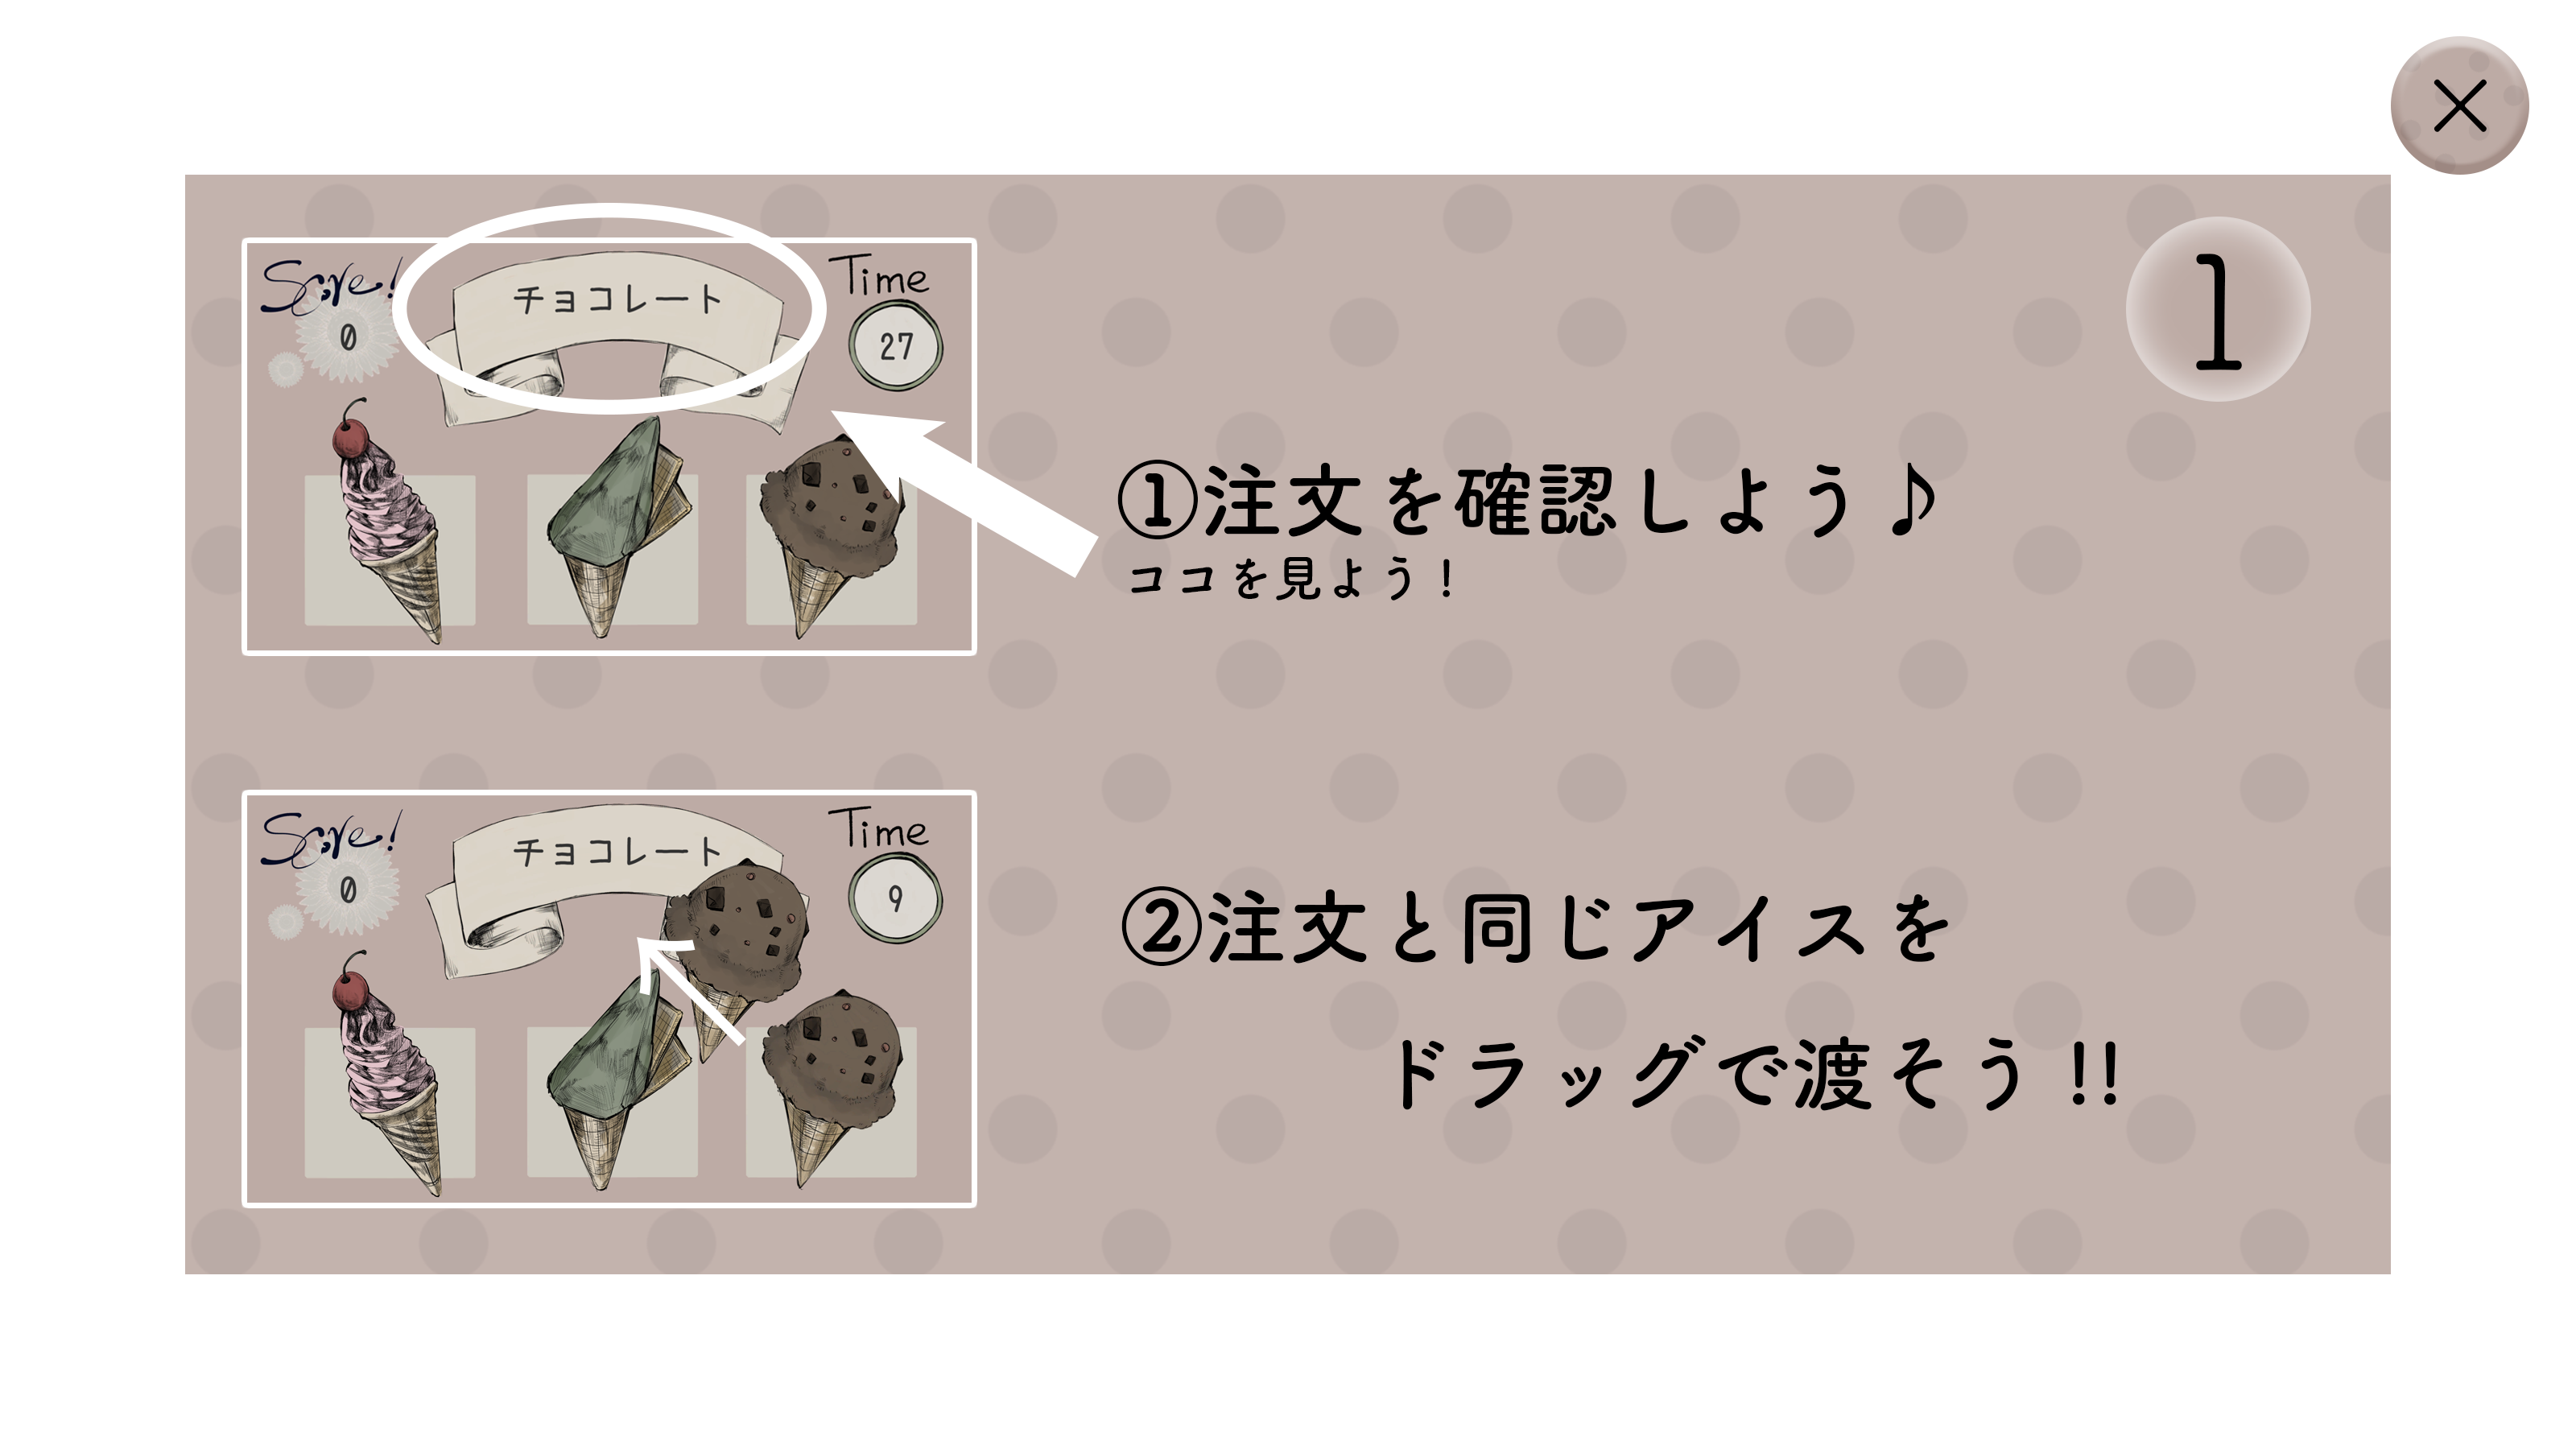 ×
1
Score!
チョコレート
Time
0
27
①注文を確認しよう♪
ココを見よう！
Score!
チョコレート
Time
0
9
②注文と同じアイスを
ドラッグで渡そう!!